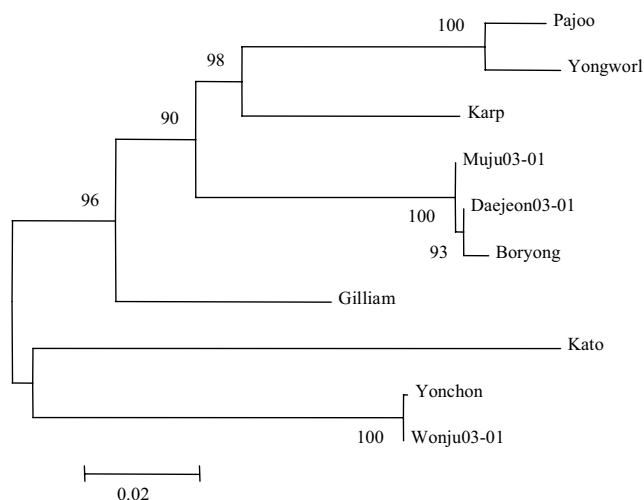 Pajoo
100
98
Yongworl
Karp
90
Muju03-01
96
Daejeon03-01
100
93
Boryong
Gilliam
Kato
Yonchon
100
Wonju03-01
0.02